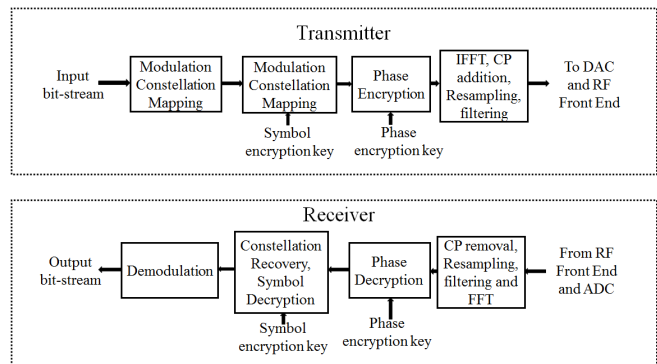 Transmitter
Input
bit-stream
Modulation
Constellation
Mapping
Modulation
Constellation
Mapping
Symbol
encryption key
Phase
Encryption
Phase
encryption key
IFFT, CP
addition,
Resampling,
filtering
To DAC
and RF
Front End
Receiver
Output
bit-stream
Demodulation
Constellation
Recovery,
Symbol
Decryption
Symbol
encryption key
Phase
Decryption
Phase
encryption key
CP removal,
Resampling,
filtering and
FFT
From RF
Front End
and ADC